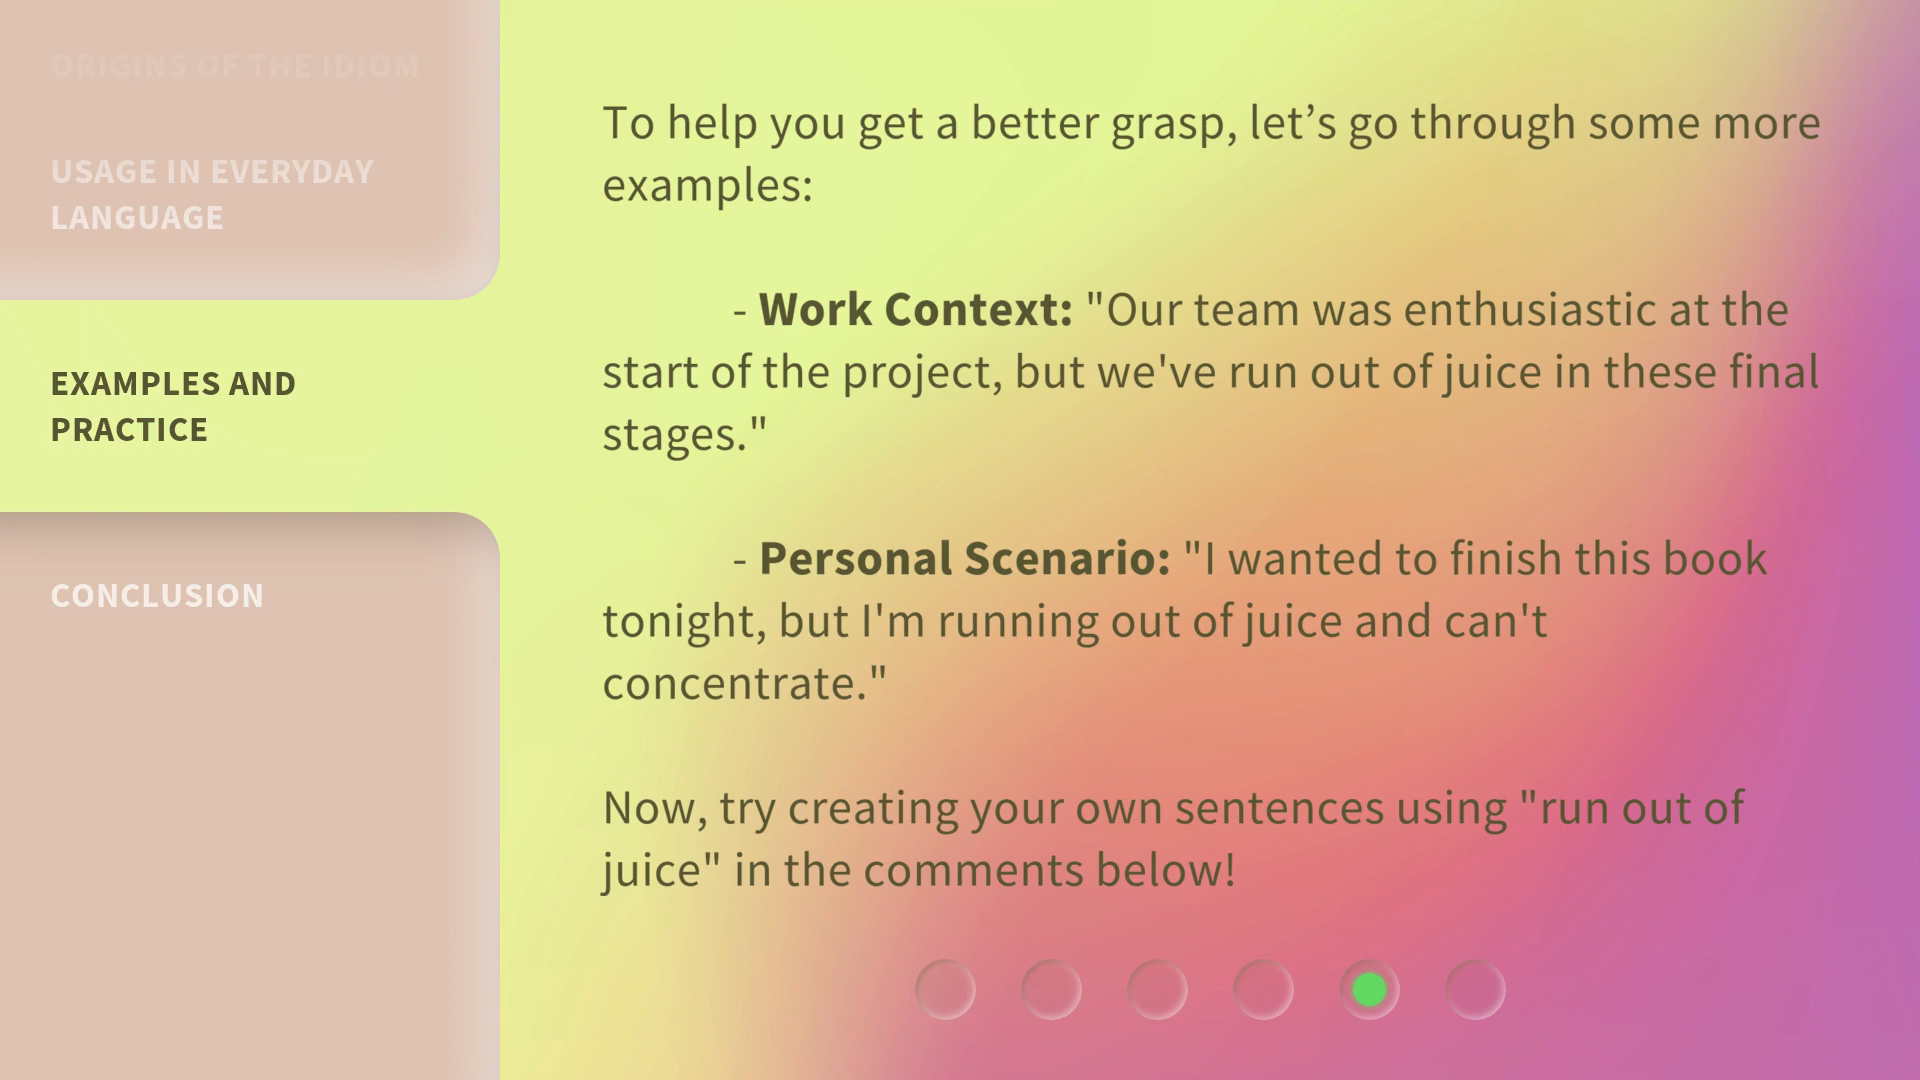 ORIGINS OF THE IDIOM
USAGE IN EVERYDAY
LANGUAGE
EXAMPLES AND
PRACTICE
CONCLUSION
To help you get a better grasp, let’s go through some more
examples:
- Work Context: "Our team was enthusiastic at the
start of the project, but we've run out of juice in these final
stages."
- Personal Scenario: "I wanted to finish this book
tonight, but I'm running out of juice and can't
concentrate."
Now, try creating your own sentences using "run out of
juice" in the comments below!